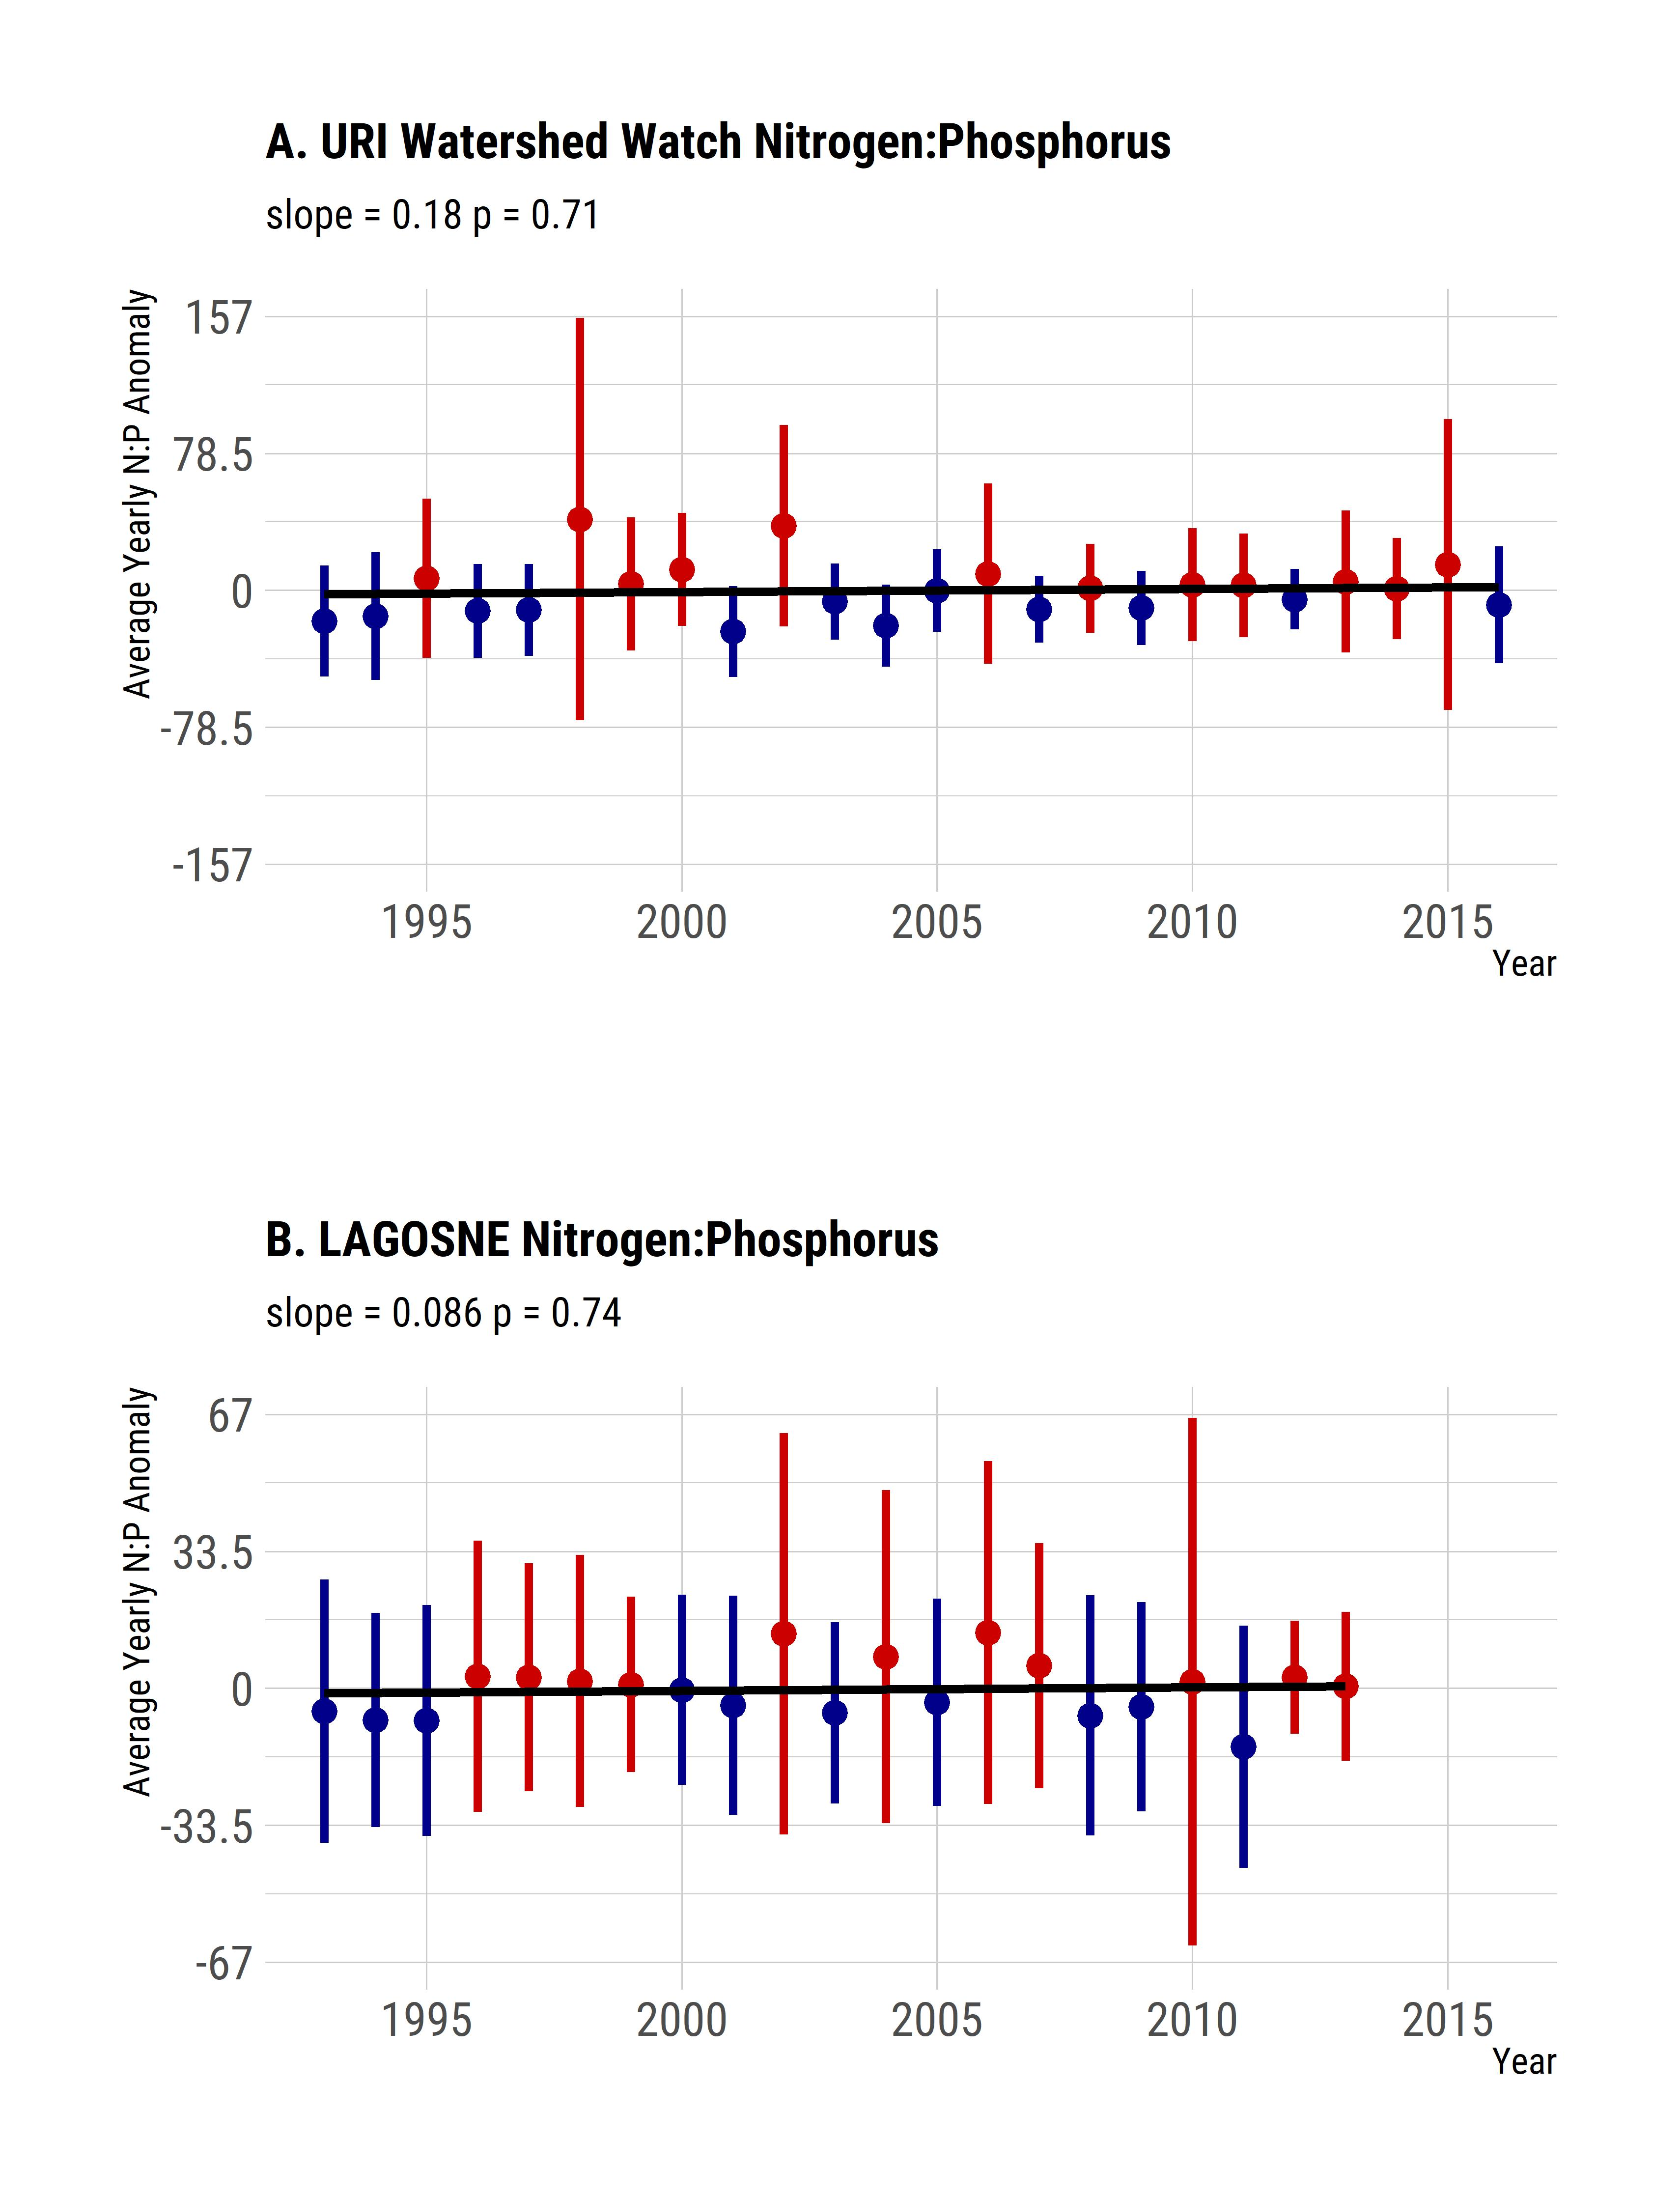 A. URI Watershed Watch Nitrogen:Phosphorus
slope = 0.18 p = 0.71
Average Yearly N:P Anomaly
157
78.5
0
-78.5
-157
1995 2000 2005 2010 2015
Year
B. LAGOSNE Nitrogen:Phosphorus
slope = 0.086 p = 0.74
Average Yearly N:P Anomaly
67
33.5
0
-33.5
-67
1995 2000 2005 2010 2015
Year